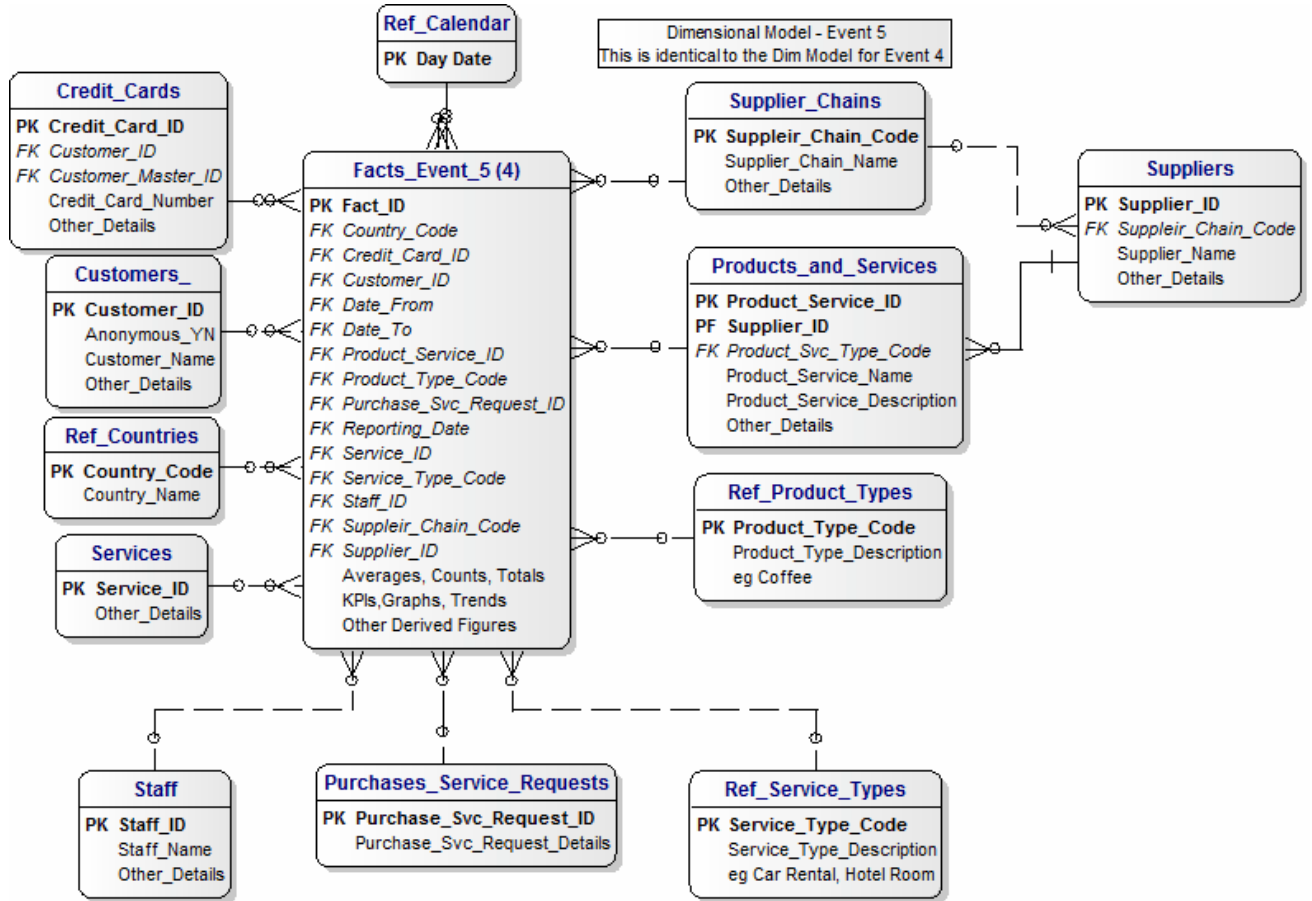 Ref_Calendar
PK Day Date
Dimensional Model - Event 5
This is identical to the Dim Model for Event 4
Credit_Cards
PK Credit_Card_ID
FK Customer_ID
FK Customer_Master_ID
Credit_Card_Number
Other_Details
Supplier_Chains
PK Suppleir_Chain_Code
Supplier_Chain_Name
Other_Details
Suppliers
PK Supplier_ID
FK Suppleir_Chain_Code
Supplier_Name
Other_Details
Facts_Event_5 (4)
PK Fact_ID
FK Country_Code
FK Credit_Card_ID
FK Customer_ID
FK Date_From
FK Date_To
FK Product_Service_ID
FK Product_Type_Code
FK Purchase_Svc_Request_ID
FK Reporting_Date
FK Service_ID
FK Service_Type_Code
FK Staff_ID
FK Suppleir_Chain_Code
FK Supplier_ID
Averages, Counts, Totals
KPIs,Graphs, Trends
Other Derived Figures
Customers_
PK Customer_ID
Anonymous_YN
Customer_Name
Other_Details
Products_and_Services
PK Product_Service_ID
PF Supplier_ID
FK Product_Svc_Type_Code
Product_Service_Name
Product_Service_Description
Other_Details
Ref_Countries
PK Country_Code
Country_Name
Ref_Product_Types
PK Product_Type_Code
Product_Type_Description
eg Coffee
Services
PK Service_ID
Other_Details
Staff
PK Staff_ID
Staff_Name
Other_Details
Purchases_Service_Requests
PK Purchase_Svc_Request_ID
Purchase_Svc_Request_Details
Ref_Service_Types
PK Service_Type_Code
Service_Type_Description
eg Car Rental, Hotel Room